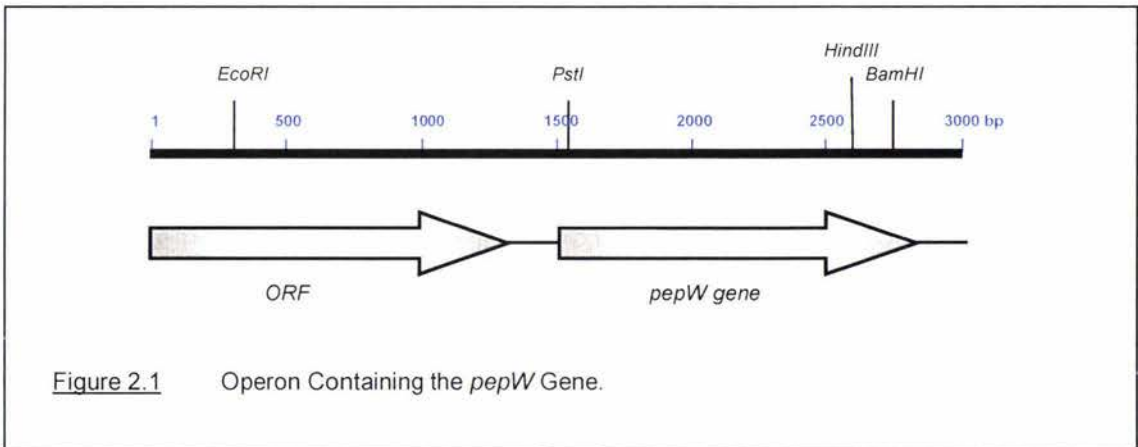 HindIII
EcoRI PstI BamHI
1 500 1000 1500 2000 2500 3000 bp
ORF pepW gene
Figure 2.1 Operon Containing the pepW Gene.